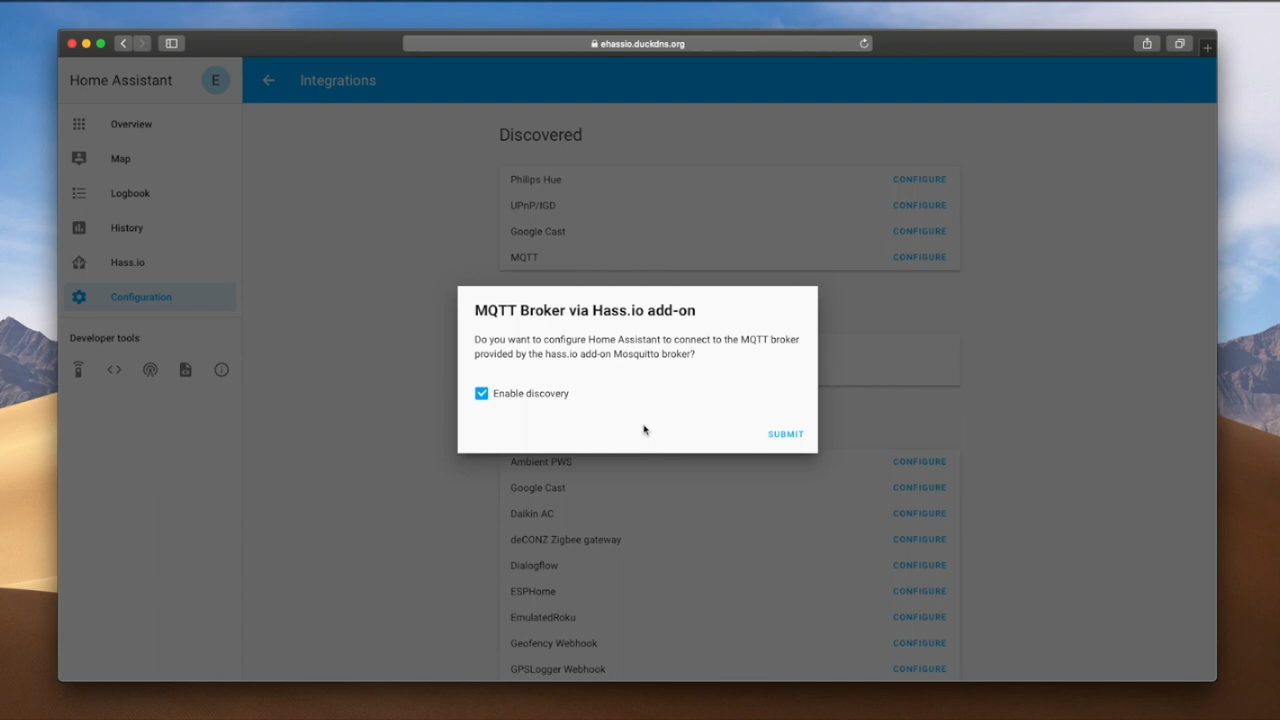 ehassio.duckdns.org
Home Assistant
E
Integrations
Overview
Map
Logbook
History
Hass.io
Configuration
Developer tools
Discovered
Philips Hue CONFIGURE
UPnP/IGD CONFIGURE
Google Cast CONFIGURE
MQTT CONFIGURE
MQTT Broker via Hass.io add-on
Do you want to configure Home Assistant to connect to the MQTT broker
provided by the hass.io add-on Mosquitto broker?
Enable discovery
SUBMIT
Ambient PWS CONFIGURE
Google Cast CONFIGURE
Daikin AC CONFIGURE
deCONZ Zigbee gateway CONFIGURE
Dialogflow CONFIGURE
ESPHome CONFIGURE
EmulatedRoku CONFIGURE
Geofency Webhook CONFIGURE
GPSLogger Webhook CONFIGURE